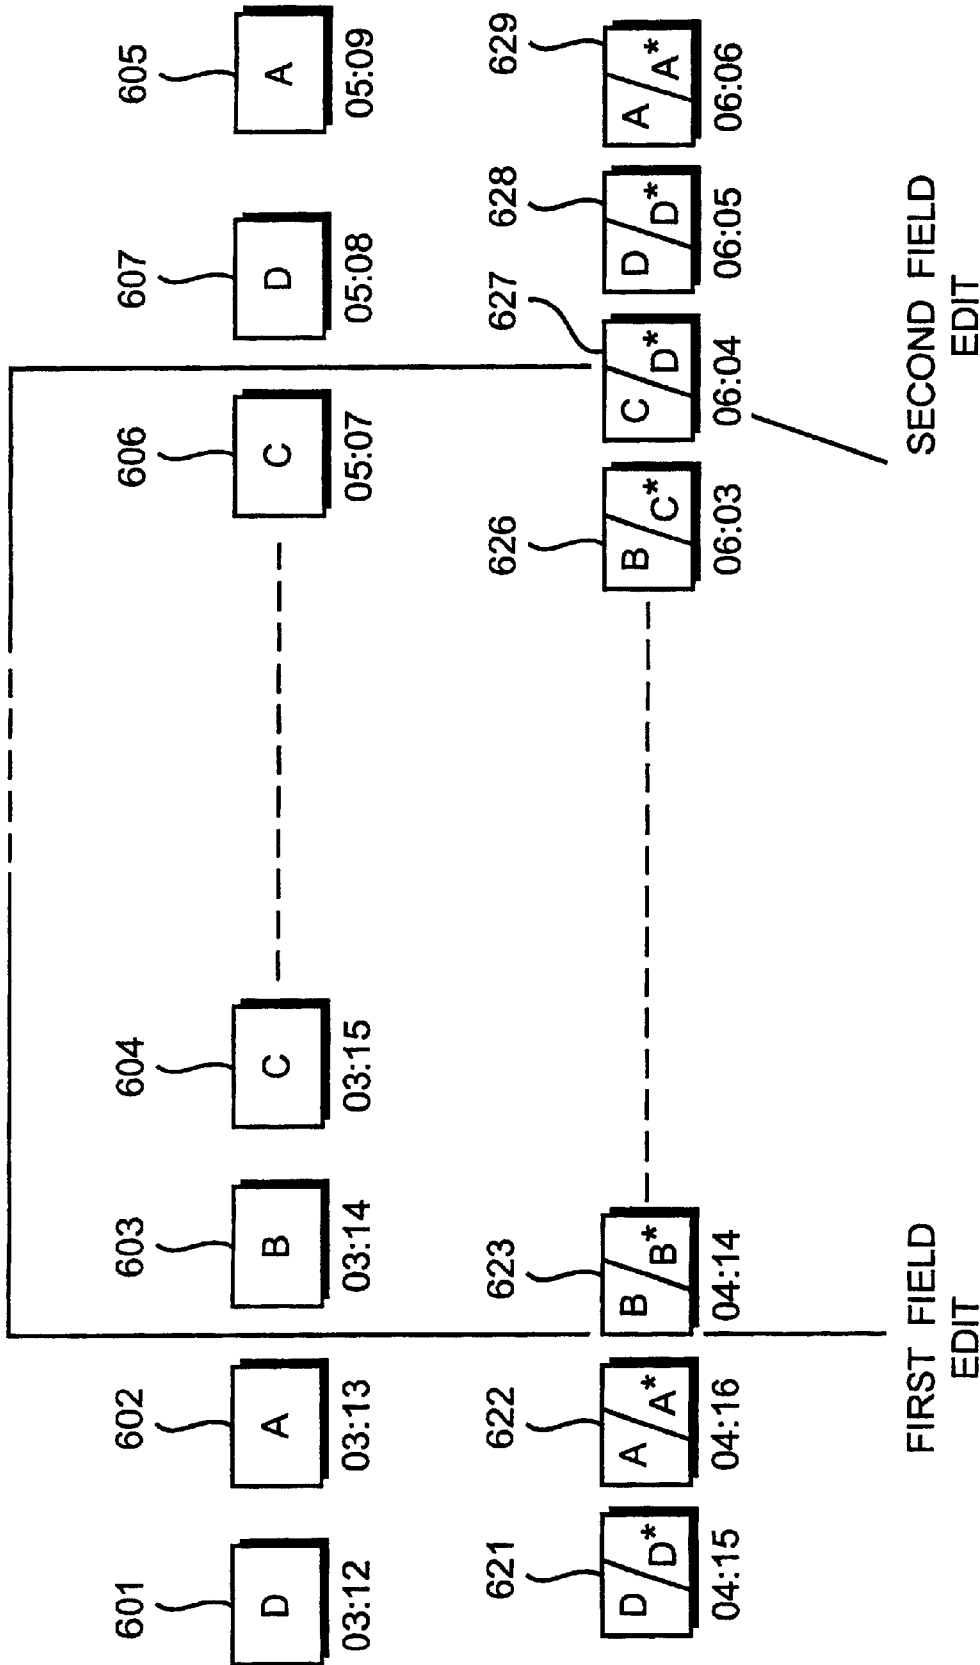 601 602 603 604 606 607 605
D A B C C D A
03:12 03:13 03:14 03:15 05:07 05:08 05:09
621 622 623 626 627 628 629
D D* A A* B B* B C* C D* D D* A A*
04:15 04:16 04:14 06:03 06:04 06:05 06:06
FIRST FIELD
EDIT
SECOND FIELD
EDIT